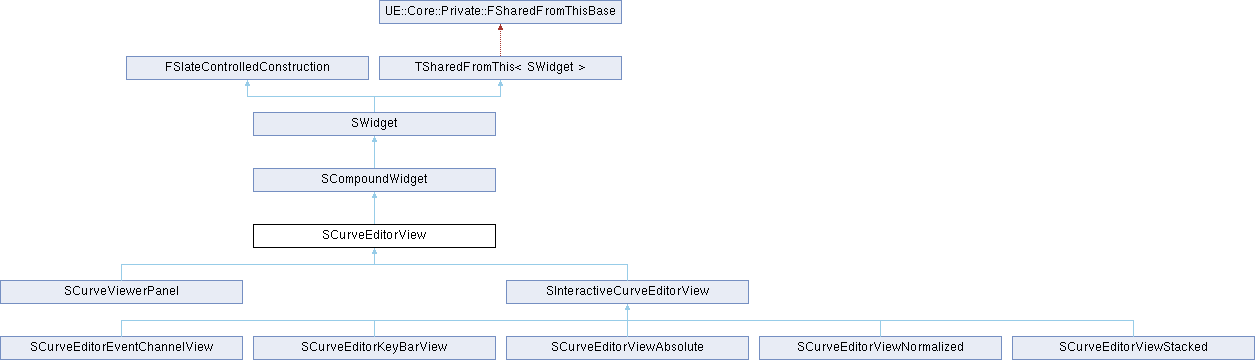 UE::Core::Private::FSharedFromThisBase
FSlateControlledConstruction
TSharedFromThis< SWidget >
SWidget
SCompoundWidget
SCurveEditorView
SCurveViewerPanel
SInteractiveCurveEditorView
SCurveEditorEventChannelView
SCurveEditorKeyBarView
SCurveEditorViewAbsolute
SCurveEditorViewNormalized
SCurveEditorViewStacked